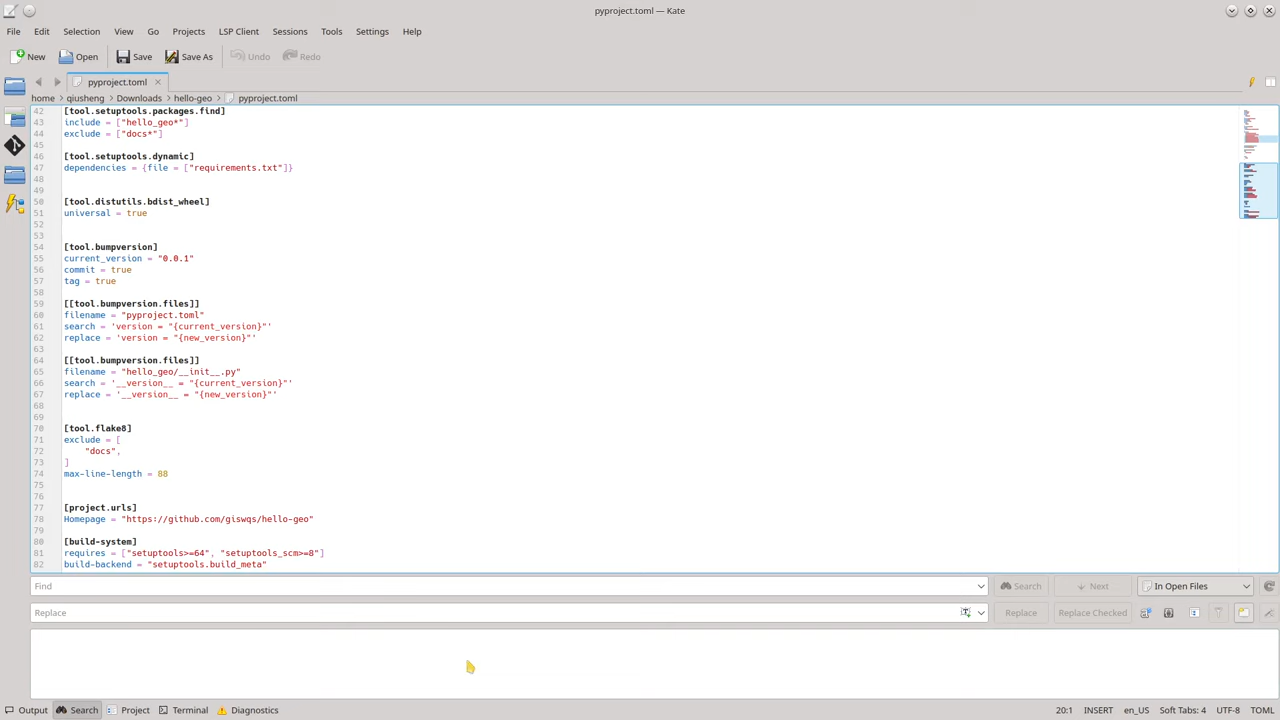 pyproject.toml — Kate
File Edit Selection View Go Projects LSP Client Sessions Tools Settings Help
New Open Save Save As Undo Redo
pyproject.toml
home qiusheng Downloads hello-geo pyproject.toml
42 [tool.setuptools.packages.find]
43 include = ["hello_geo*"]
44 exclude = ["docs*"]
45
46 [tool.setuptools.dynamic]
47 dependencies = {file = ["requirements.txt"]}
48
49
50 [tool.distutils.bdist_wheel]
51 universal = true
52
53
54 [tool.bumpversion]
55 current_version = "0.0.1"
56 commit = true
57 tag = true
58
59 [[tool.bumpversion.files]]
60 filename = "pyproject.toml"
61 search = 'version = "{current_version}"'
62 replace = 'version = "{new_version}"'
63
64 [[tool.bumpversion.files]]
65 filename = "hello_geo/__init__.py"
66 search = '__version__ = "{current_version}"'
67 replace = '__version__ = "{new_version}"'
68
69
70 [tool.flake8]
71 exclude = [
72 "docs",
73 ]
74 max-line-length = 88
75
76
77 [project.urls]
78 Homepage = "https://github.com/giswqs/hello-geo"
79
80 [build-system]
81 requires = ["setuptools>=64", "setuptools_scm>=8"]
82 build-backend = "setuptools.build_meta"
Find Search Next In Open Files
Replace Replace Replace Checked
Output Search Project Terminal Diagnostics 20:1 INSERT en_US Soft Tabs: 4 UTF-8 TOML